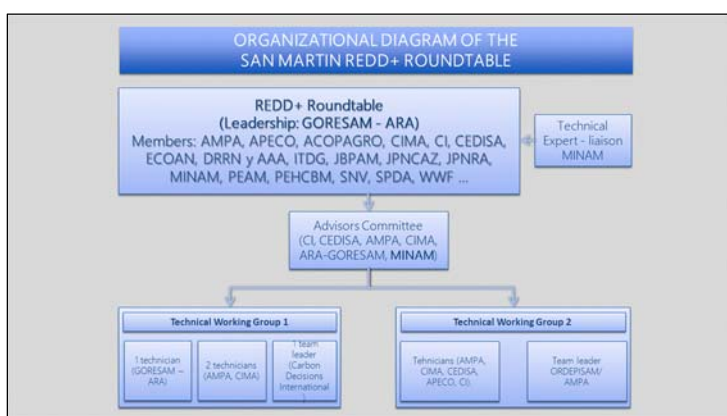 ORGANIZATIONAL DIAGRAM OF THE
SAN MARTIN REDD+ ROUNDTABLE
REDD+ Roundtable
(Leadership: GORESAM - ARA)
Members: AMPA, APECO, ACOPAGRO, CIMA, CI, CEDISA,
ECOAN, DRRN y AAA, ITDG, JBPAM, JPNCAZ, JPNRA,
MINAM, PEAM, PEHCBM, SNV, SPDA, WWF ...
Technical
Expert - liaison
MINAM
Advisors Committee
(CI, CEDISA, AMPA, CIMA,
ARA-GORESAM, MINAM)
Technical Working Group 1
1 technician
(GORESAM –
ARA)
2 technicians
(AMPA, CIMA)
1 team
leader
(Carbon
Decisions
International
)
Technical Working Group 2
Tehnicians (AMPA,
CIMA, CEDISA,
APECO, CI).
Team leader
ORDEPISAM/
AMPA